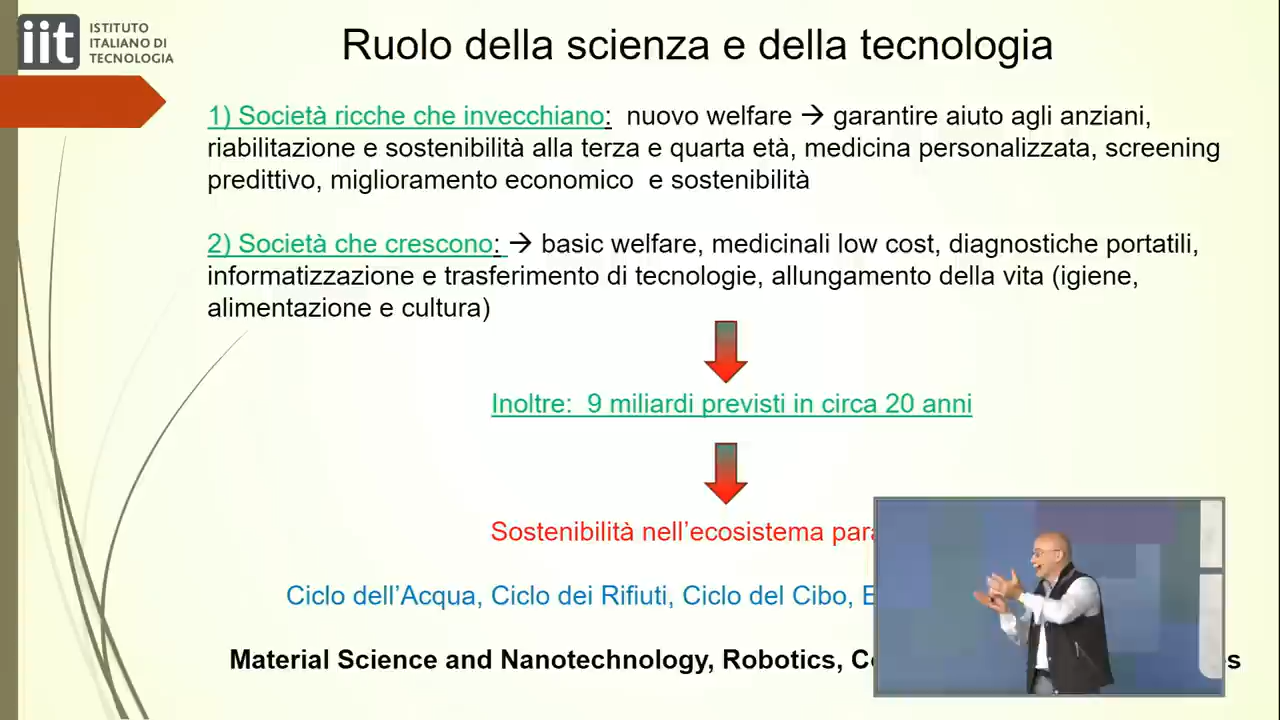 iit ISTITUTO
ITALIANO DI
TECNOLOGIA
Ruolo della scienza e della tecnologia
1) Società ricche che invecchiano: nuovo welfare → garantire aiuto agli anziani,
riabilitazione e sostenibilità alla terza e quarta età, medicina personalizzata, screening
predittivo, miglioramento economico e sostenibilità
2) Società che crescono: → basic welfare, medicinali low cost, diagnostiche portatili,
informatizzazione e trasferimento di tecnologie, allungamento della vita (igiene,
alimentazione e cultura)
Inoltre: 9 miliardi previsti in circa 20 anni
Sostenibilità nell'ecosistema
Ciclo dell'Acqua, Ciclo dei Rifiuti, Ciclo del Cibo,
Material Science and Nanotechnology, Robotics,